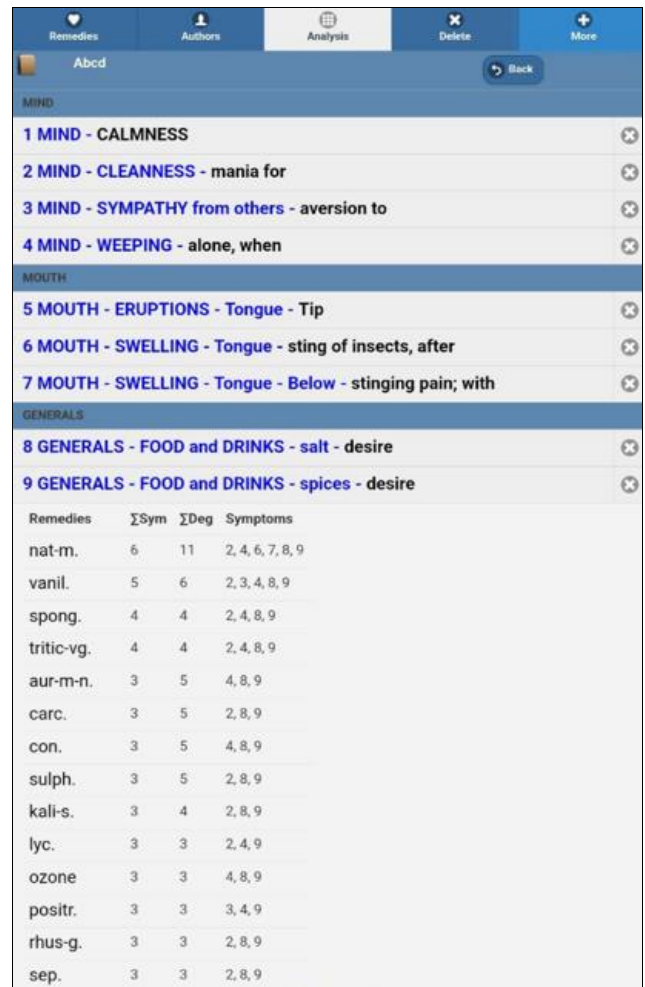 Remedies Authors Analysis Delete More
Abcd Back
MIND
1 MIND - CALMNESS
2 MIND - CLEANNESS - mania for
3 MIND - SYMPATHY from others - aversion to
4 MIND - WEEPING - alone, when
MOUTH
5 MOUTH - ERUPTIONS - Tongue - Tip
6 MOUTH - SWELLING - Tongue - sting of insects, after
7 MOUTH - SWELLING - Tongue - Below - stinging pain; with
GENERALS
8 GENERALS - FOOD and DRINKS - salt - desire
9 GENERALS - FOOD and DRINKS - spices - desire
Remedies ∑Sym ∑Deg Symptoms
nat-m. 6 11 2, 4, 6, 7, 8, 9
vanil. 5 6 2, 3, 4, 8, 9
spong. 4 4 2, 4, 8, 9
tritic-vg. 4 4 2, 4, 8, 9
aur-m-n. 3 5 4, 8, 9
carc. 3 5 2, 8, 9
con. 3 5 4, 8, 9
sulph. 3 5 2, 8, 9
kali-s. 3 4 2, 8, 9
lyc. 3 3 2, 4, 9
ozone 3 3 4, 8, 9
positr. 3 3 3, 4, 9
rhus-g. 3 3 2, 8, 9
sep. 3 3 2, 8, 9